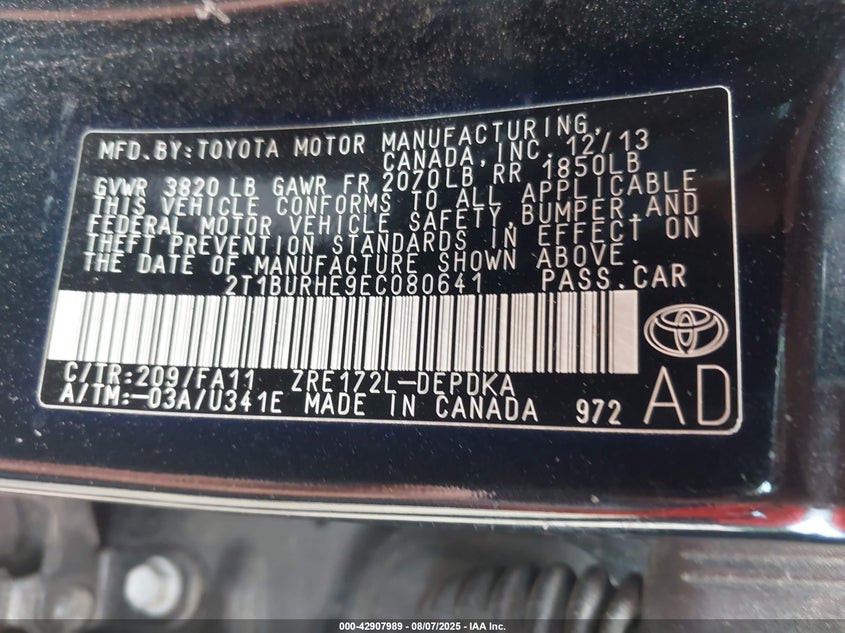 MFD.BY:TOYOTA MOTOR MANUFACTURING,
CANADA, INC. 12/13
GVWR 3820 LB GAWR FR 2070LB RR 1850LB
THIS VEHICLE CONFORMS TO ALL APPLICABLE
FEDERAL MOTOR VEHICLE SAFETY, BUMPER, AND
THEFT PREVENTION STANDARDS IN EFFECT ON
THE DATE OF MANUFACTURE SHOWN ABOVE.
2T1BURHE9EC080641 PASS.CAR
C/TR:209/FA11 ZRE172L-DEPDKA
A/TM:-03A/U341E MADE IN CANADA 972 AD
000-42907989 - 08/07/2025 - IAA Inc.